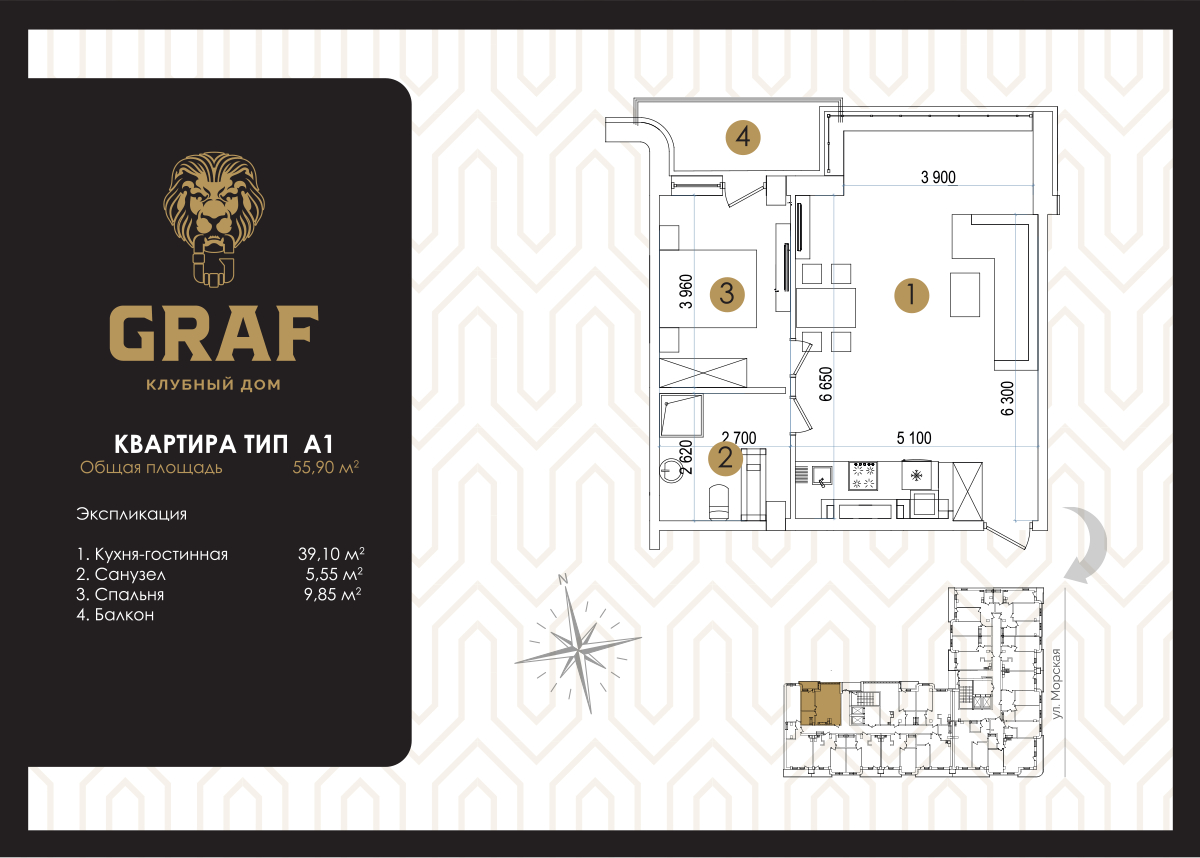 GRAF
КЛУБНЫЙ ДОМ
КВАРТИРА ТИП А1
Общая площадь 55,90 м²
Экспликация
1. Кухня-гостинная 39,10 м²
2. Санузел 5,55 м²
3. Спальня 9,85 м²
4. Балкон
4
3 900
3 960
3
1
6 650
6 300
2 700
5 100
2 620
2
N
ул. Морская